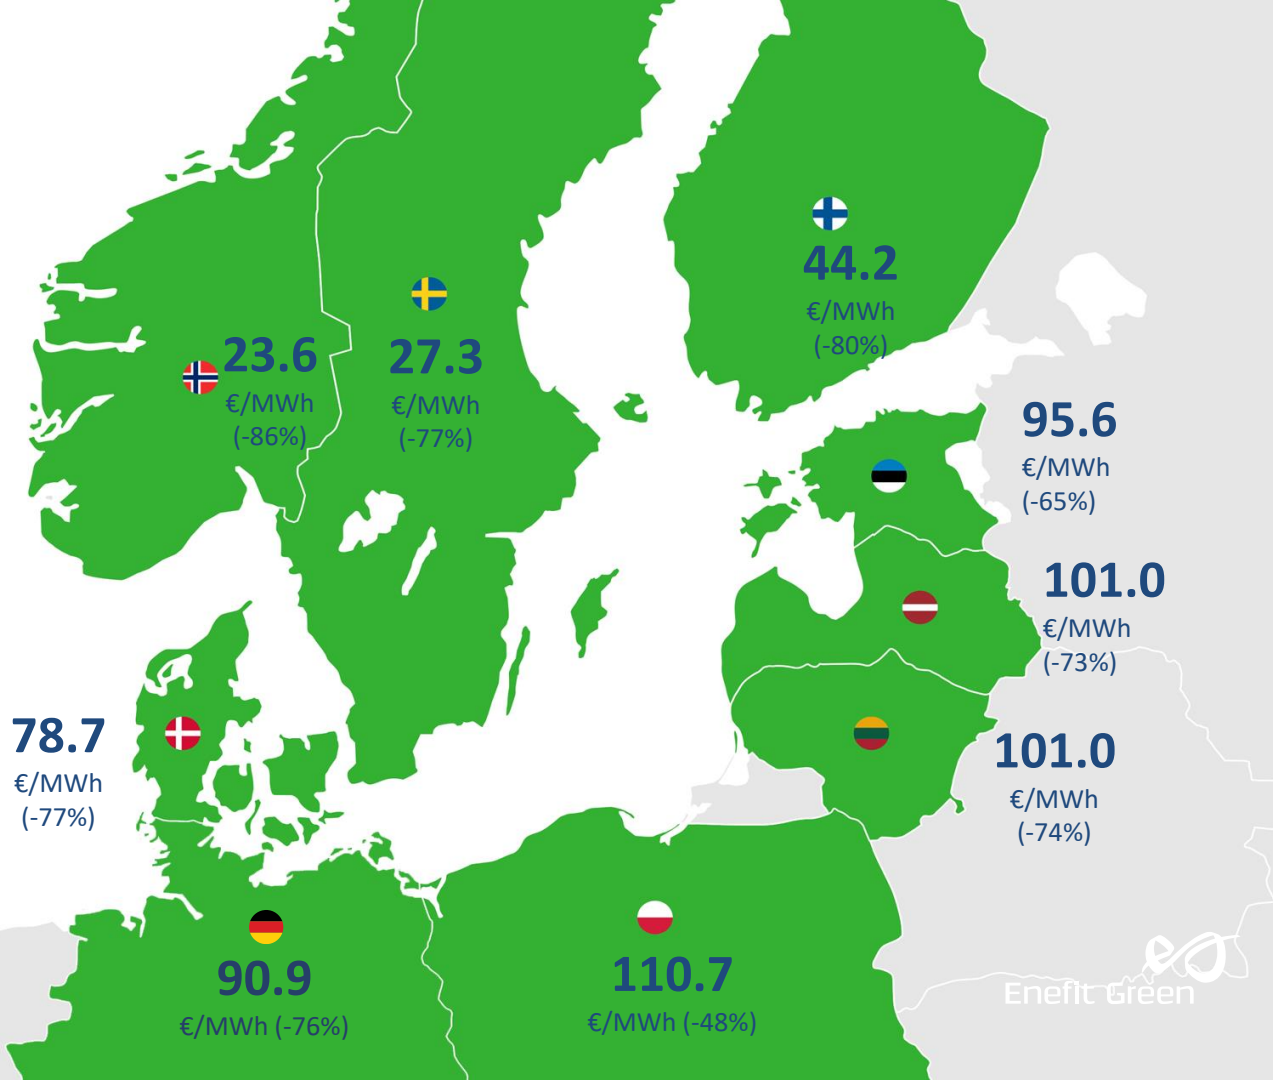 44.2
€/MWh
(-80%)
23.6
€/MWh
(-86%)
27.3
€/MWh
(-77%)
95.6
€/MWh
(-65%)
101.0
€/MWh
(-73%)
78.7
€/MWh
(-77%)
101.0
€/MWh
(-74%)
90.9
€/MWh (-76%)
110.7
€/MWh (-48%)
Enefit Green